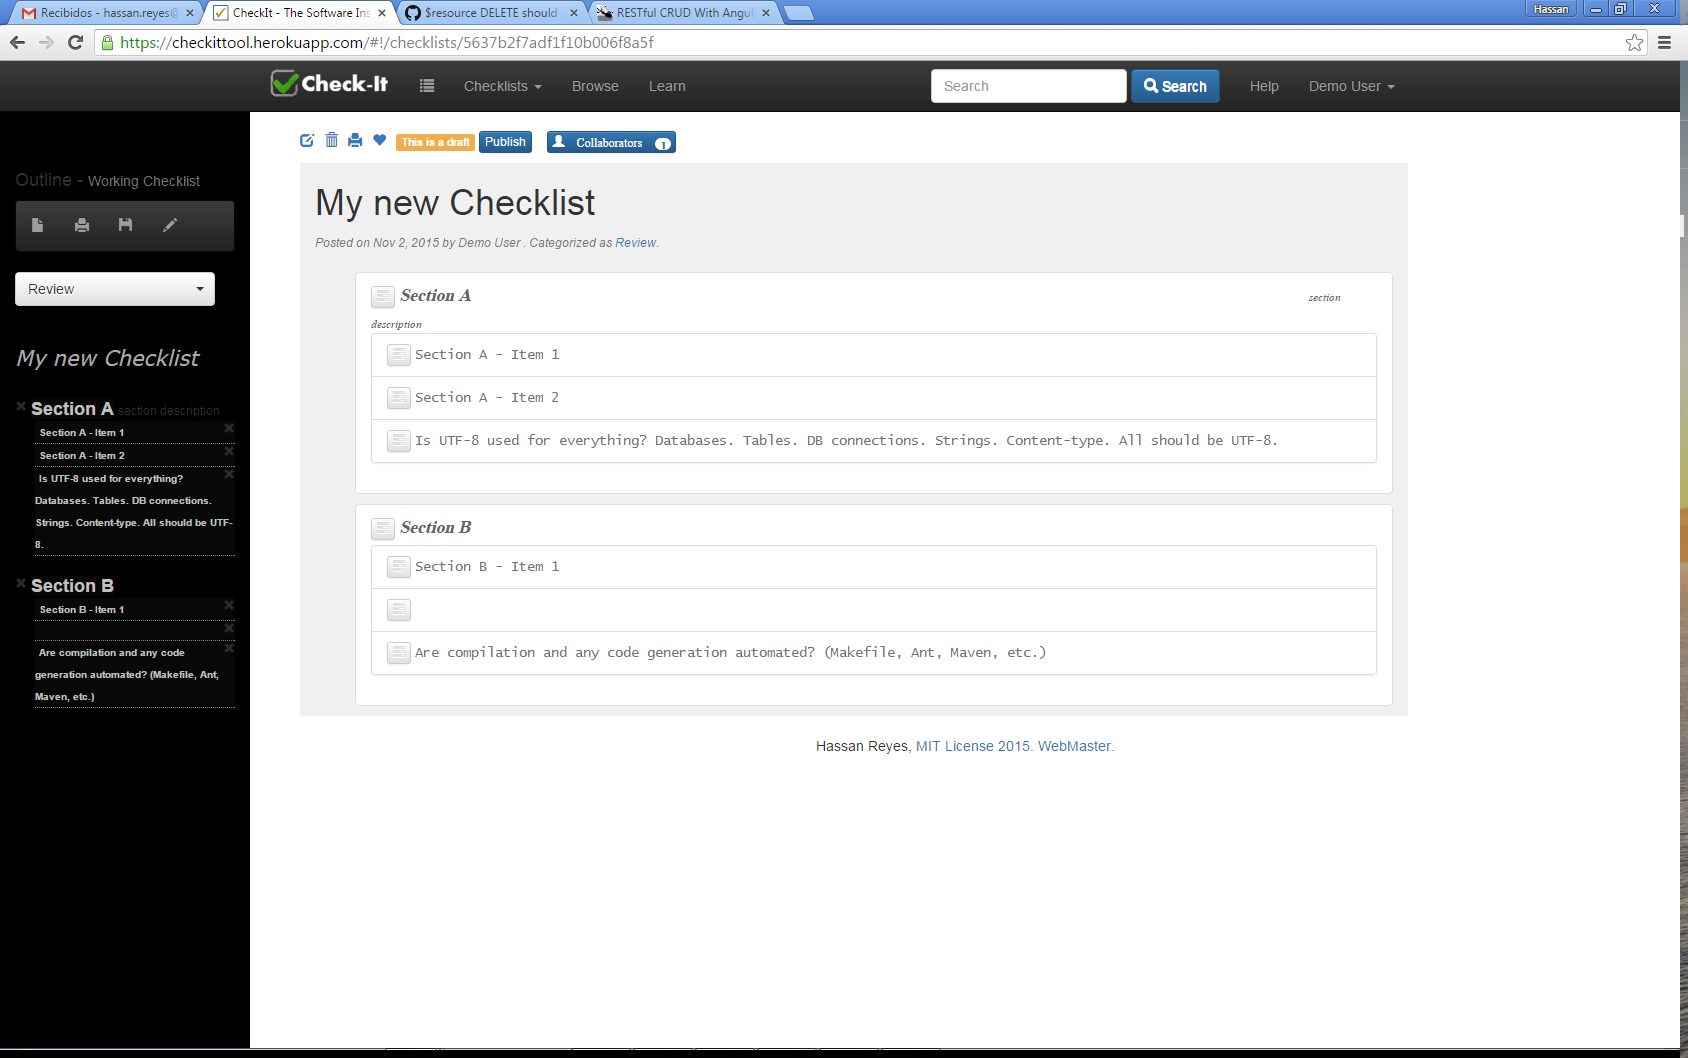 Recibidos - hassan.reyes@
CheckIt - The Software Ins
$resource DELETE should
RESTful CRUD With Angul
Hassan
https://checkittool.herokuapp.com/#!/checklists/5637b2f7adf1f10b006f8a5f
Check-It
Checklists
Browse
Learn
Search
Search
Help
Demo User
This is a draft
Publish
Collaborators 1
Outline - Working Checklist
Review
My new Checklist
Section A section description
Section A - Item 1
Section A - Item 2
Is UTF-8 used for everything?
Databases. Tables. DB connections.
Strings. Content-type. All should be UTF-
8.
Section B
Section B - Item 1
Are compilation and any code
generation automated? (Makefile, Ant,
Maven, etc.)
My new Checklist
Posted on Nov 2, 2015 by Demo User . Categorized as Review.
Section A section
description
Section A - Item 1
Section A - Item 2
Is UTF-8 used for everything? Databases. Tables. DB connections. Strings. Content-type. All should be UTF-8.
Section B
Section B - Item 1
Are compilation and any code generation automated? (Makefile, Ant, Maven, etc.)
Hassan Reyes, MIT License 2015. WebMaster.